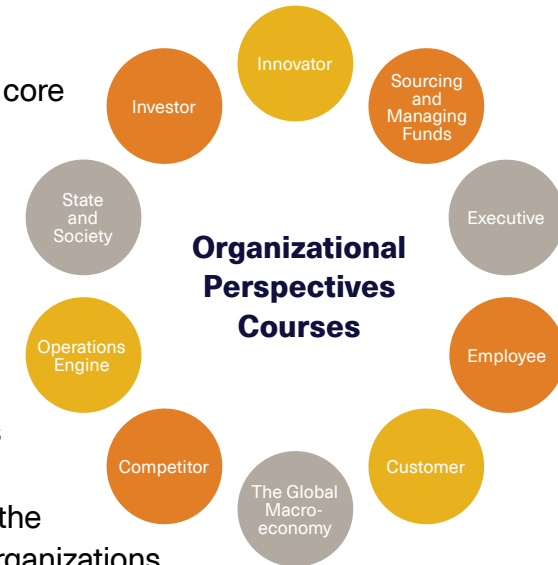 core
Innovator
Sourcing
and
Managing
Funds
Executive
Employee
Customer
The Global
Macro-
economy
Competitor
Operations
Engine
State
and
Society
Investor
Organizational
Perspectives
Courses
the